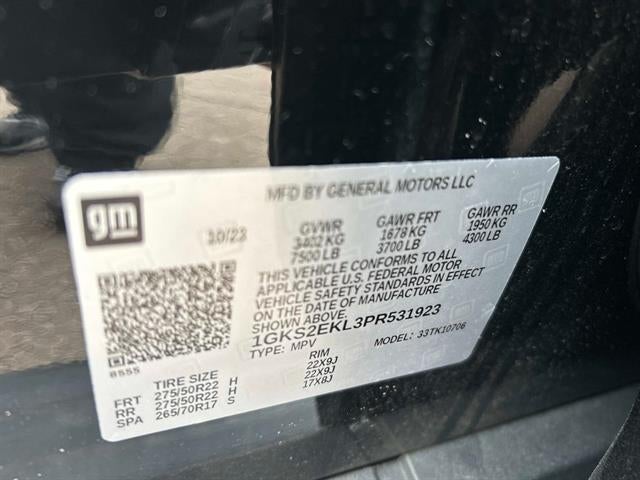 MFD BY GENERAL MOTORS LLC
gm
10/23
GVWR
3402 KG
7500 LB
GAWR FRT
1678 KG
3700 LB
GAWR RR
1950 KG
4300 LB
THIS VEHICLE CONFORMS TO ALL
APPLICABLE U.S. FEDERAL MOTOR
VEHICLE SAFETY STANDARDS IN EFFECT
ON THE DATE OF MANUFACTURE
SHOWN ABOVE.
1GKS2EKL3PR531923
TYPE: MPV
MODEL: 33TK10706
8555
TIRE SIZE RIM
FRT 275/50R22 H 22X9J
RR 275/50R22 H 22X9J
SPA 265/70R17 S 17X8J